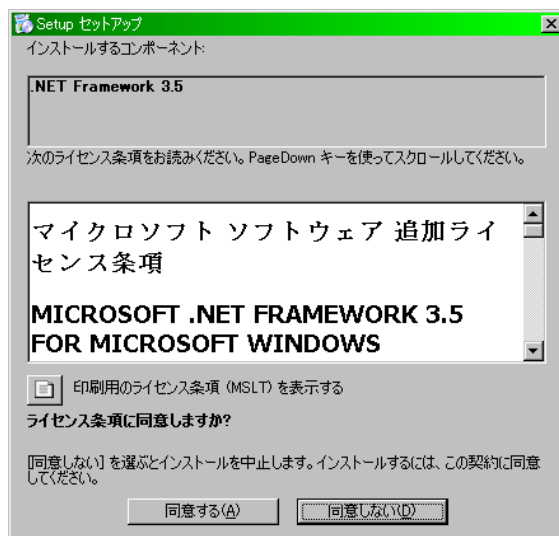 Setup セットアップ
インストールするコンポーネント:
.NET Framework 3.5
次のライセンス条項をお読みください。PageDown キーを使ってスクロールしてください。
マイクロソフト ソフトウェア 追加ライ
センス条項
MICROSOFT .NET FRAMEWORK 3.5
FOR MICROSOFT WINDOWS
印刷用のライセンス条項 (MSLT) を表示する
ライセンス条項に同意しますか?
[同意しない] を選ぶとインストールを中止します。インストールするには、この契約に同意
してください。
同意する(A) 同意しない(D)